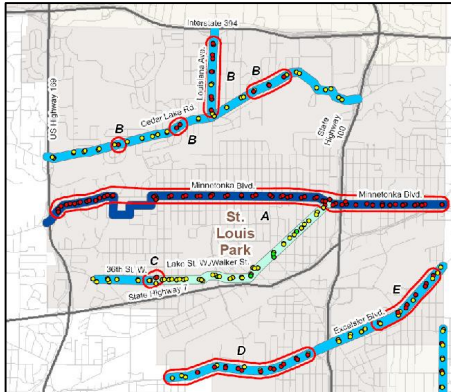 Interstate 394
US Highway 169
Louisiana Ave.
B
B
Cedar Lake Rd.
B
B
State Highway 100
Minnetonka Blvd.
Minnetonka Blvd.
A
St.
Louis
Park
C
Lake St. W./Walker St.
36th St. W.
State Highway 7
E
Excelsior Blvd.
D